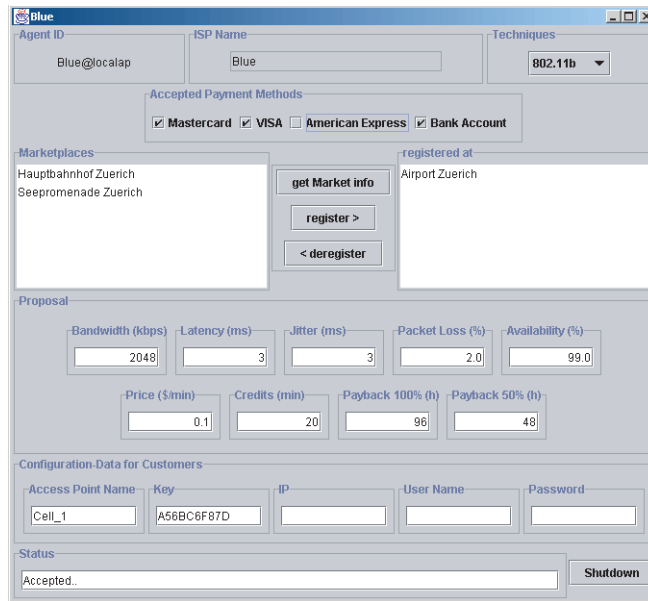 Blue
Agent ID ISP Name Techniques
Blue@localap Blue 802.11b
Accepted Payment Methods
Mastercard VISA American Express Bank Account
Marketplaces registered at
Hauptbahnhof Zuerich get Market info Airport Zuerich
Seepromenade Zuerich
register >
< deregister
Proposal
Bandwidth (kbps) Latency (ms) Jitter (ms) Packet Loss (%) Availability (%)
2048 3 3 2.0 99.0
Price ($/min) Credits (min) Payback 100% (h) Payback 50% (h)
0.1 20 96 48
Configuration-Data for Customers
Access Point Name Key IP User Name Password
Cell_1 A56BC6F87D
Status
Accepted.. Shutdown